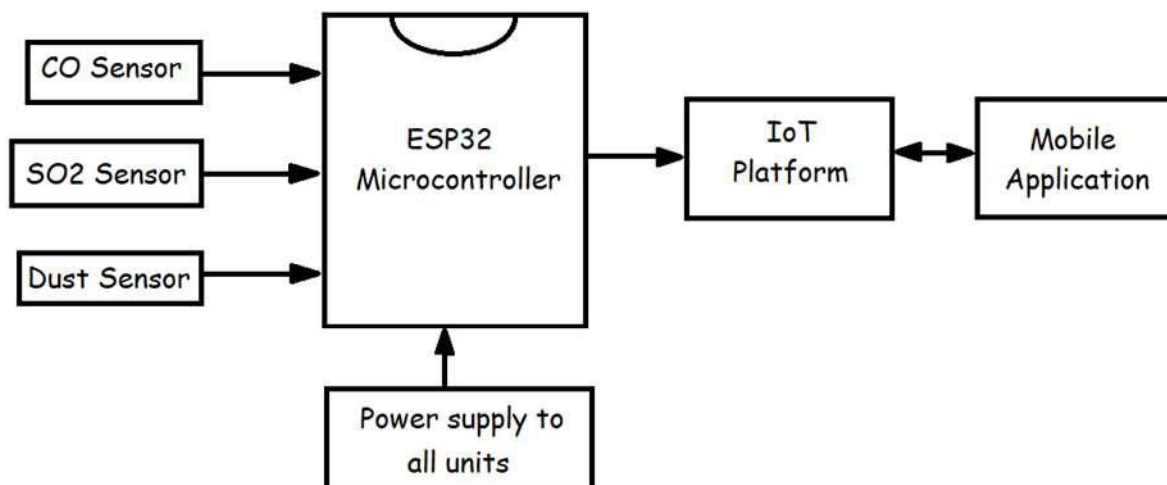 CO Sensor
SO2 Sensor
Dust Sensor
ESP32
Microcontroller
Power supply to
all units
IoT
Platform
Mobile
Application